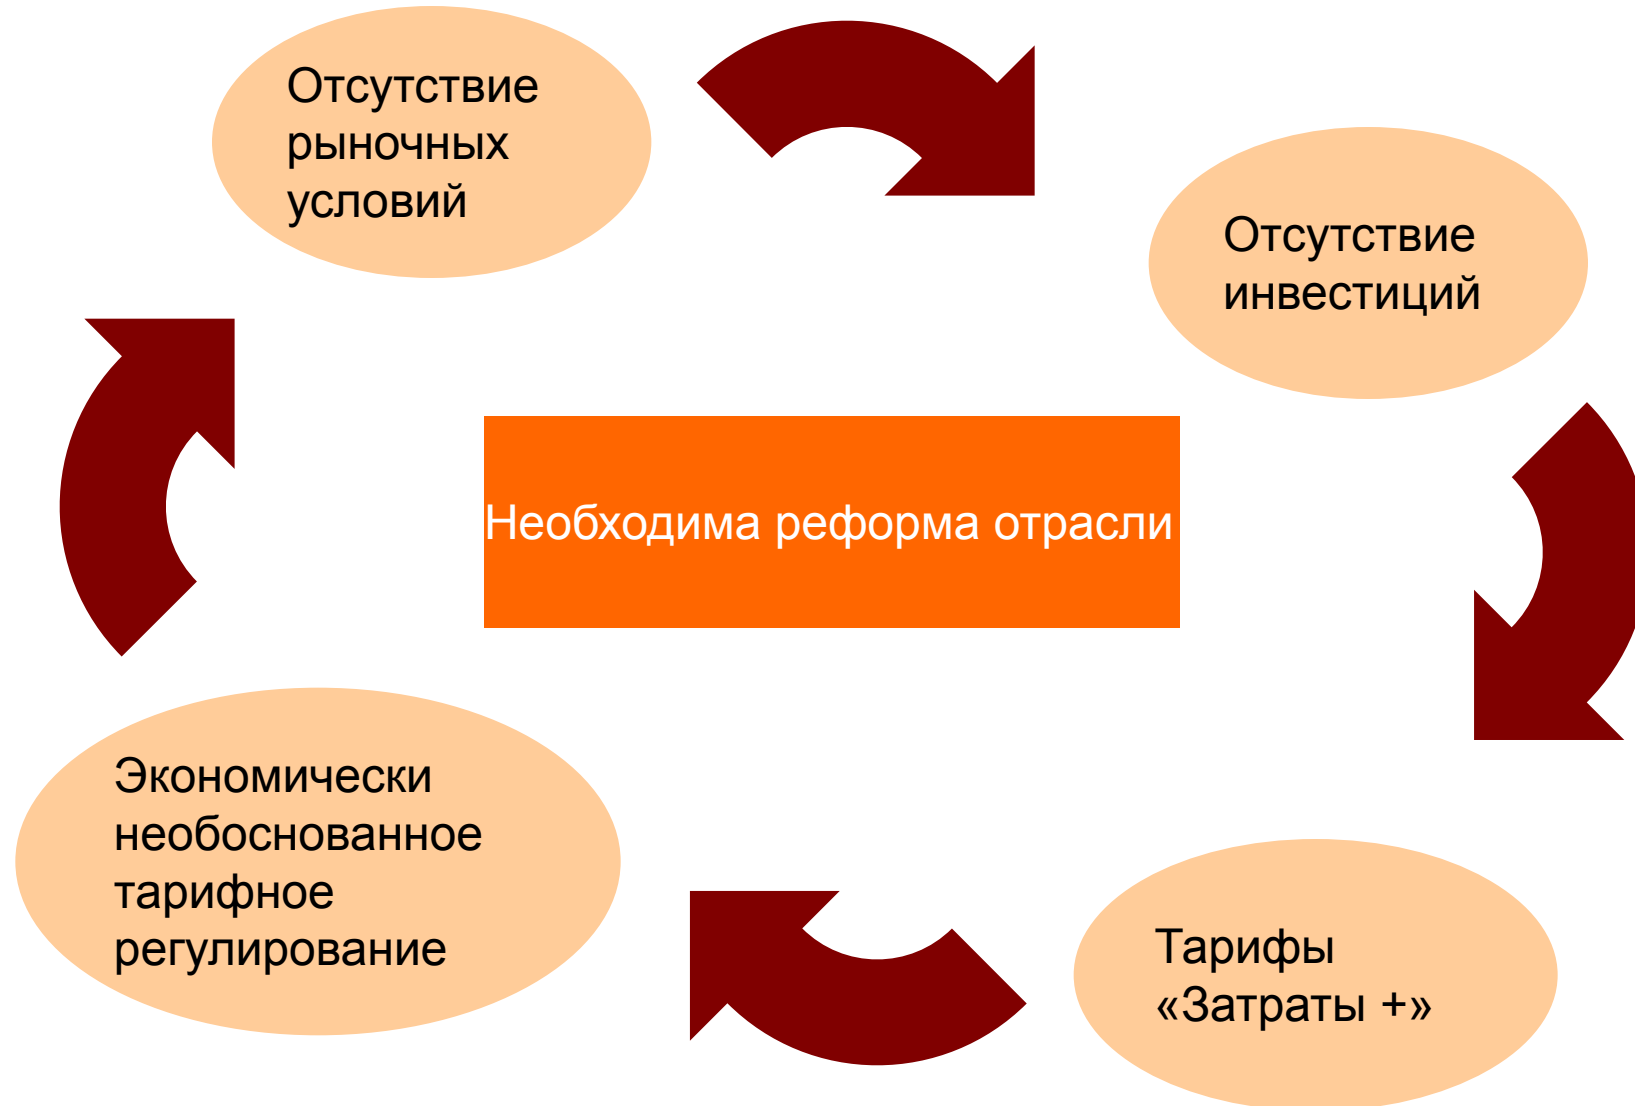 Отсутствие
рыночных
условий
Отсутствие
инвестиций
Необходима реформа отрасли
Экономически
необоснованное
тарифное
регулирование
Тарифы
«Затраты +»